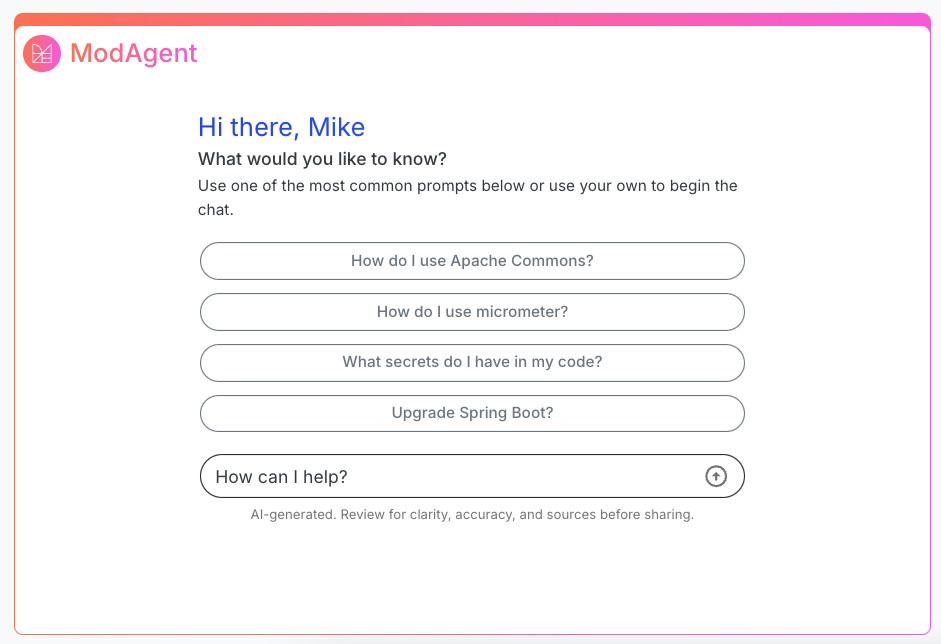 ModAgent
Hi there, Mike
What would you like to know?
Use one of the most common prompts below or use your own to begin the
chat.
How do I use Apache Commons?
How do I use micrometer?
What secrets do I have in my code?
Upgrade Spring Boot?
How can I help?
AI-generated. Review for clarity, accuracy, and sources before sharing.